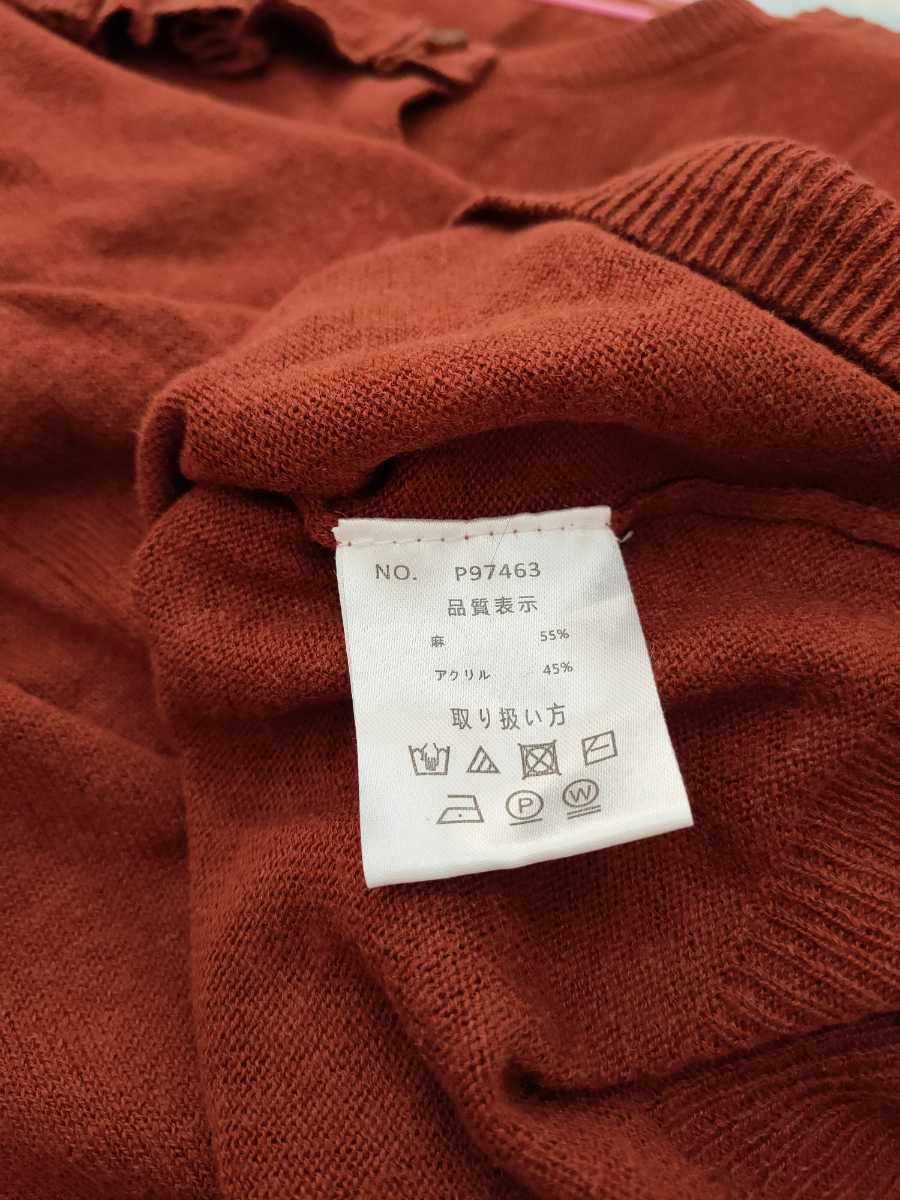 NO. P97463
品質表示
麻 55%
アクリル 45%
取り扱い方
P W